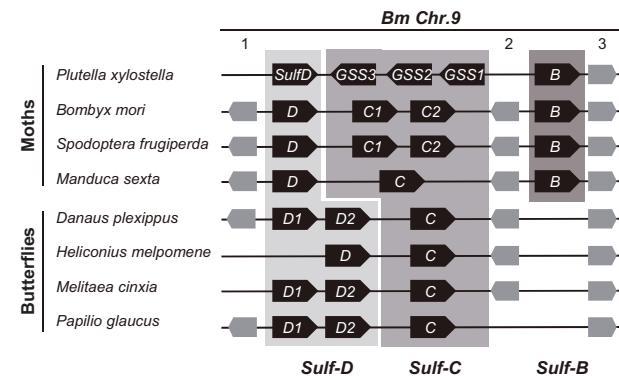 Bm Chr.9
1 2 3
Moths
Plutella xylostella SulfD GSS3 GSS2 GSS1 B
Bombyx mori D C1 C2 B
Spodoptera frugiperda D C1 C2 B
Manduca sexta D C B
Butterflies
Danaus plexippus D1 D2 C
Heliconius melpomene D C
Melitaea cinxia D1 D2 C
Papilio glaucus D1 D2 C
Sulf-D Sulf-C Sulf-B